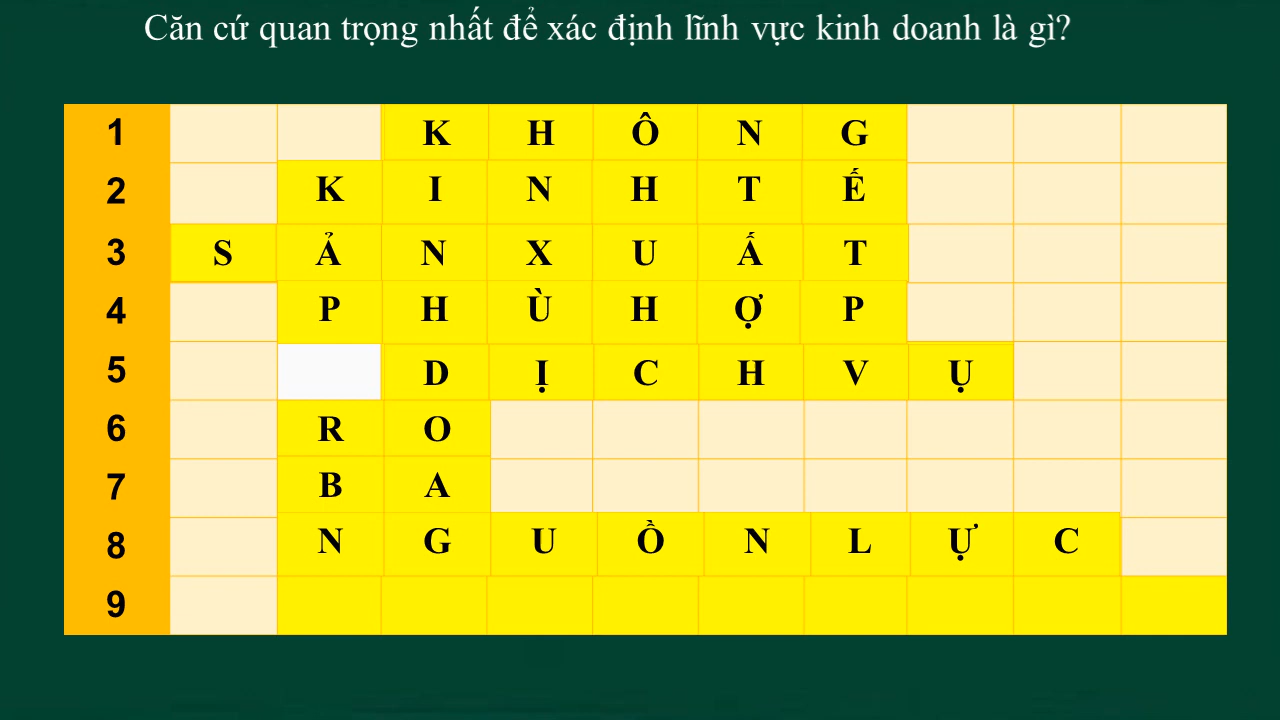 Căn cứ quan trọng nhất để xác định lĩnh vực kinh doanh là gì?
1 K H Ô N G
2 K I N H T Ế
3 S Ả N X U Ấ T
4 P H Ù H Ợ P
5 D Ị C H V Ụ
6 R O
7 B A
8 N G U Ồ N L Ự C
9